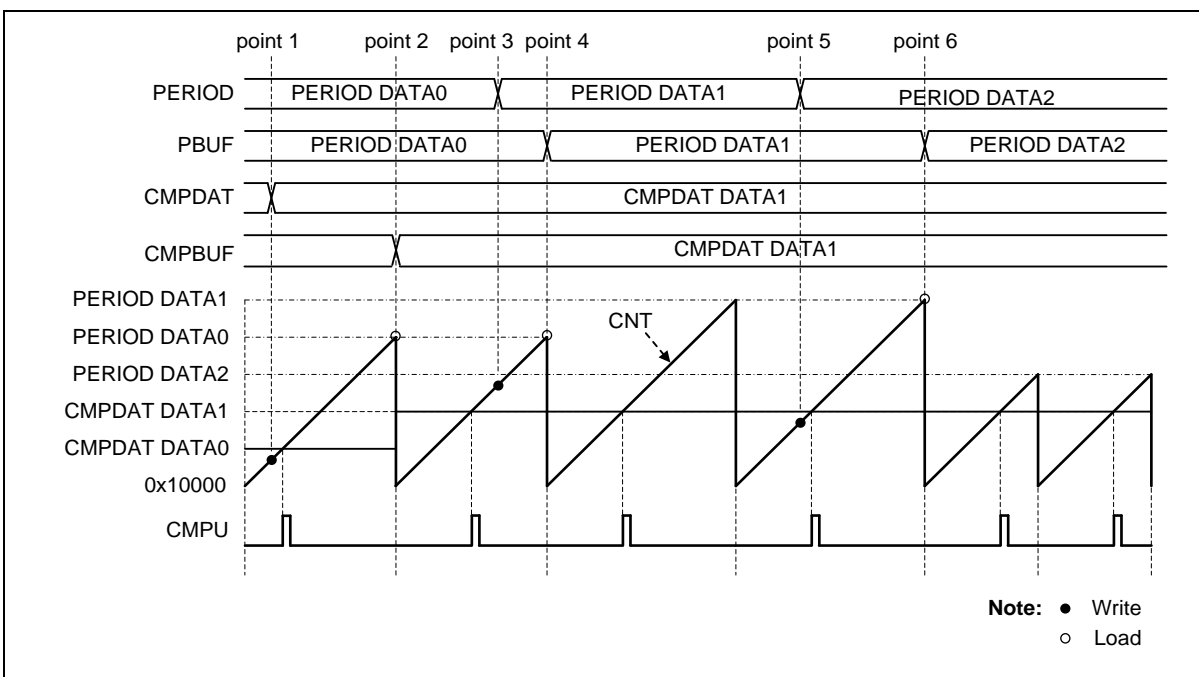 point 1 point 2 point 3 point 4 point 5 point 6
PERIOD PERIOD DATA0 PERIOD DATA1 PERIOD DATA2
PBUF PERIOD DATA0 PERIOD DATA1 PERIOD DATA2
CMPDAT CMPDAT DATA1
CMPBUF CMPDAT DATA1
PERIOD DATA1
CNT
PERIOD DATA0
PERIOD DATA2
CMPDAT DATA1
CMPDAT DATA0
0x10000
CMPU
Note: Write
Load